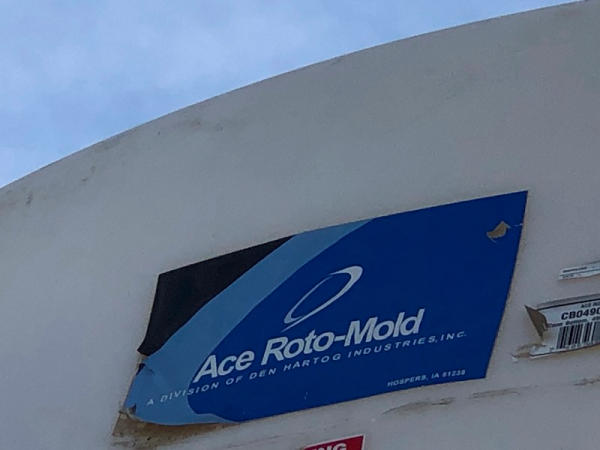 Ace Roto-Mold
A DIVISION OF DEN HARTOG INDUSTRIES, INC.
HOSPERS, IA 51238
CB0490